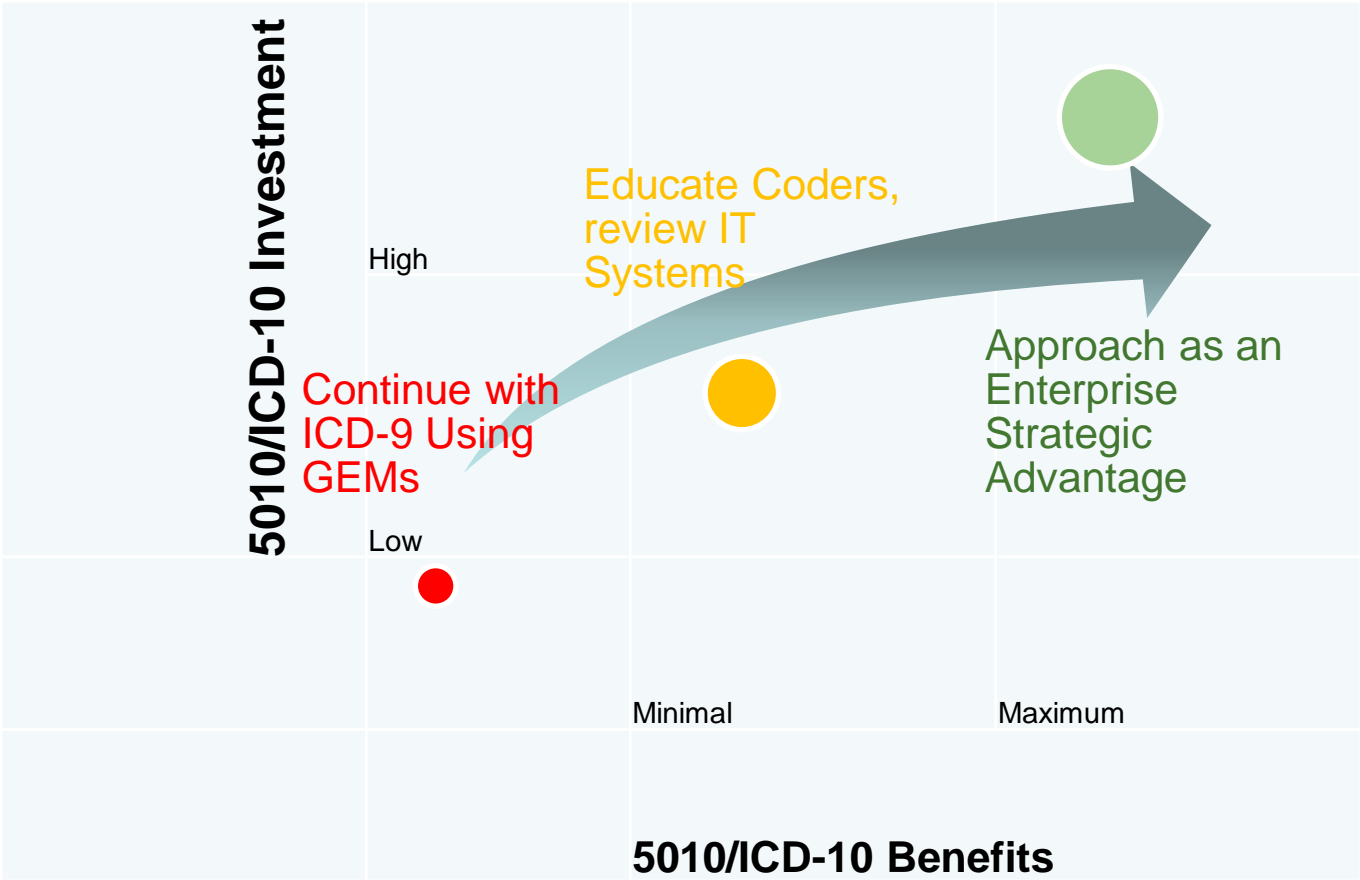 5010/ICD-10 Investment
Educate Coders,
review IT
Systems
High
Continue with
ICD-9 Using
GEMs
Approach as an
Enterprise
Strategic
Advantage
Low
Minimal
Maximum
5010/ICD-10 Benefits